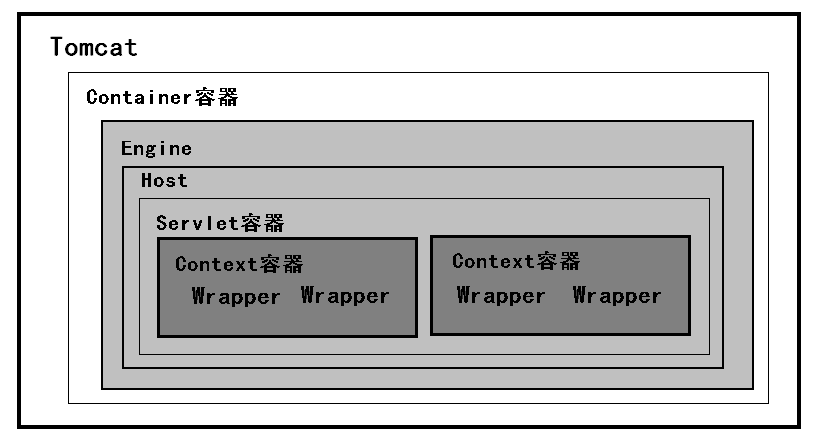 Tomcat
Container容器
Engine
Host
Servlet容器
Context容器
Wrapper Wrapper
Context容器
Wrapper Wrapper